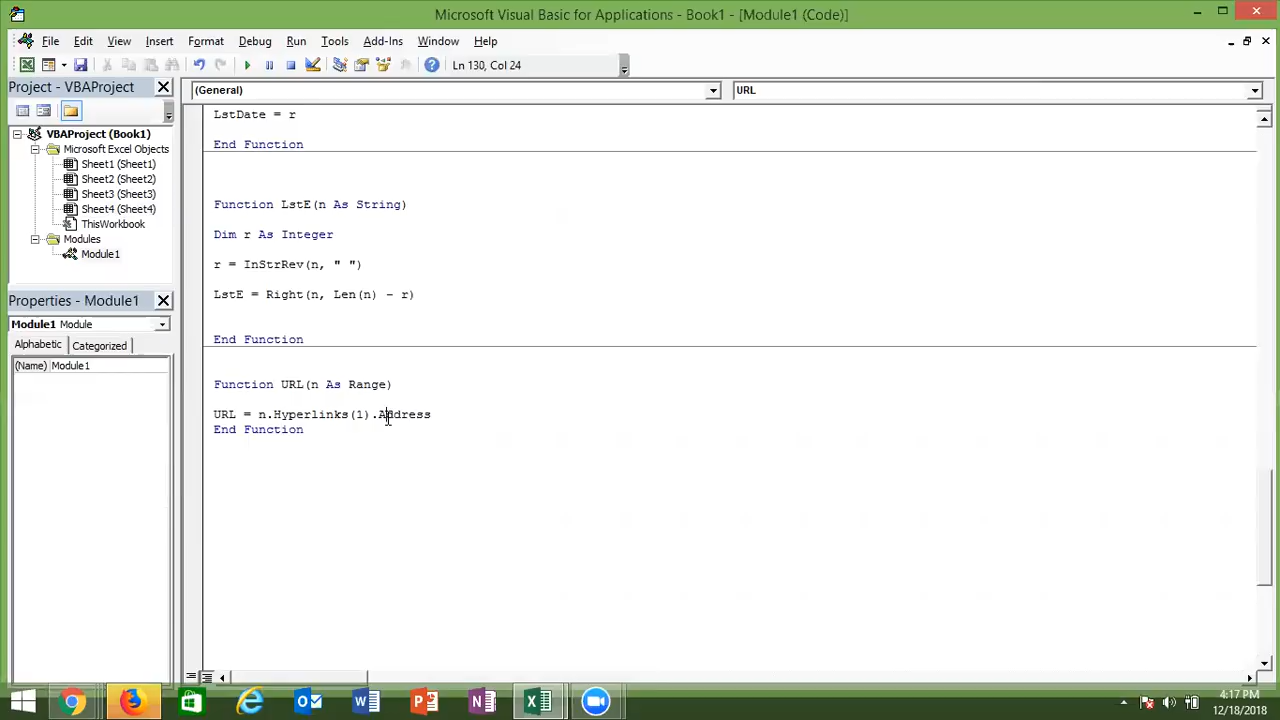 Microsoft Visual Basic for Applications - Book1 - [Module1 (Code)]
File Edit View Insert Format Debug Run Tools Add-Ins Window Help
Ln 130, Col 24
Project - VBAProject
(General) URL
VBAProject (Book1)
Microsoft Excel Objects
Sheet1 (Sheet1)
Sheet2 (Sheet2)
Sheet3 (Sheet3)
Sheet4 (Sheet4)
ThisWorkbook
Modules
Module1
Properties - Module1
Module1 Module
Alphabetic Categorized
(Name) Module1
LstDate = r
End Function
Function LstE(n As String)
Dim r As Integer
r = InStrRev(n, " ")
LstE = Right(n, Len(n) - r)
End Function
Function URL(n As Range)
URL = n.Hyperlinks(1).Address
End Function
4:17 PM
12/18/2018